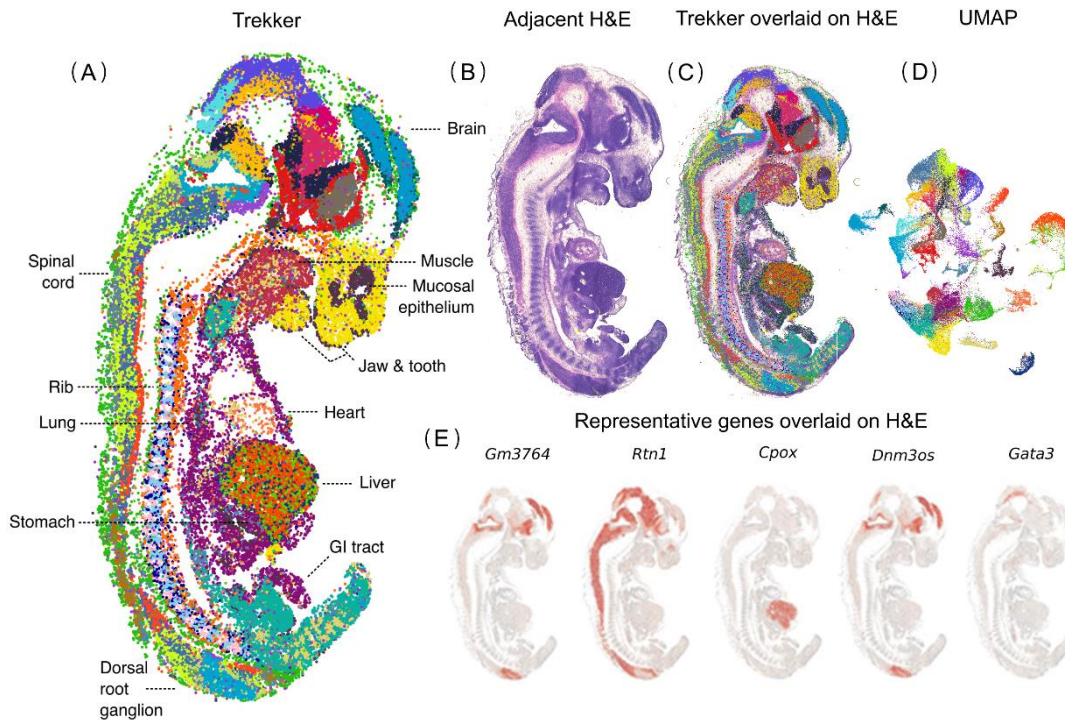 Trekker
Adjacent H&E
Trekker overlaid on H&E
UMAP
(A)
(B)
(C)
(D)
Brain
Spinal
cord
Muscle
Mucosal
epithelium
Jaw & tooth
Rib
Lung
Heart
Liver
Stomach
GI tract
Dorsal
root
ganglion
Representative genes overlaid on H&E
(E)
Gm3764
Rtn1
Cpox
Dnm3os
Gata3